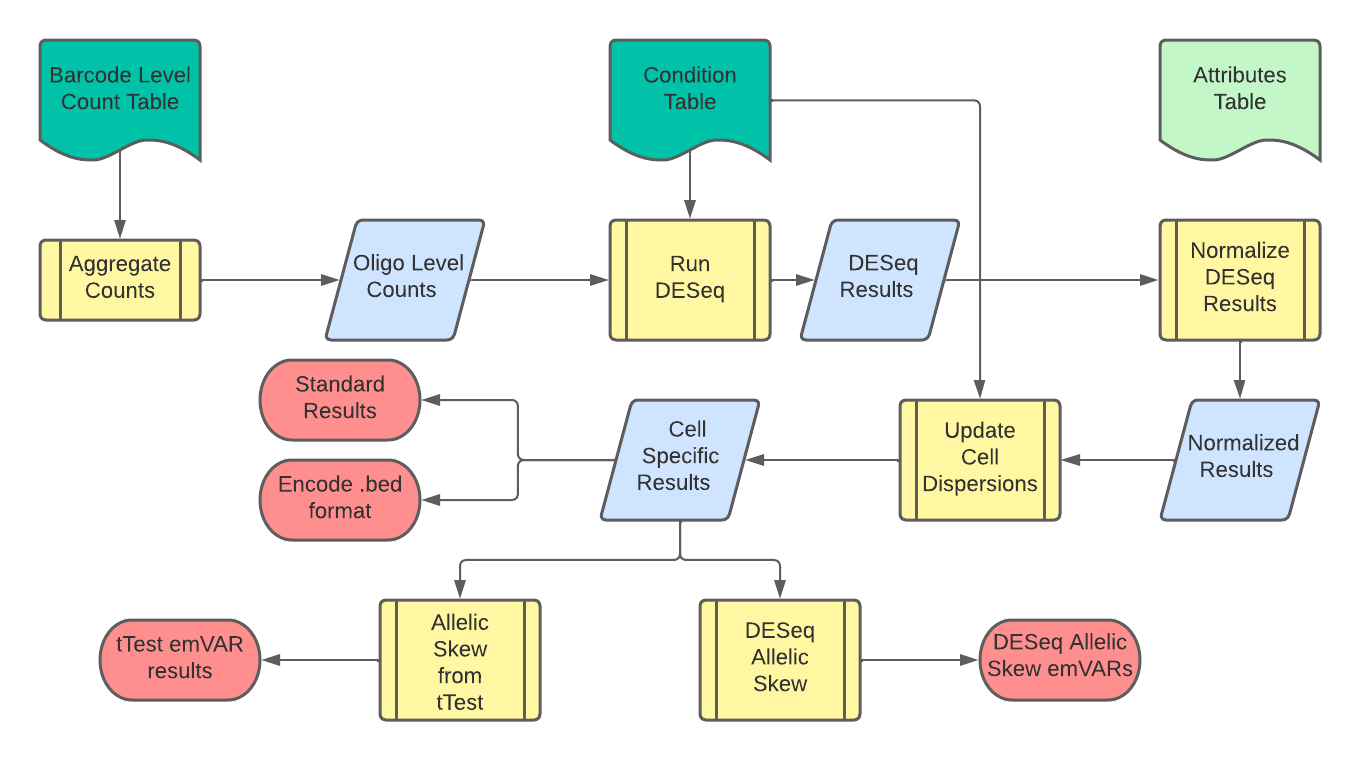 Barcode Level
Count Table
Condition
Table
Attributes
Table
Aggregate
Counts
Oligo Level
Counts
Run
DESeq
DESeq
Results
Normalize
DESeq
Results
Standard
Results
Encode .bed
format
Cell
Specific
Results
Update
Cell
Dispersions
Normalized
Results
tTest emVAR
results
Allelic
Skew
from
tTest
DESeq
Allelic
Skew
DESeq Allelic
Skew emVARs